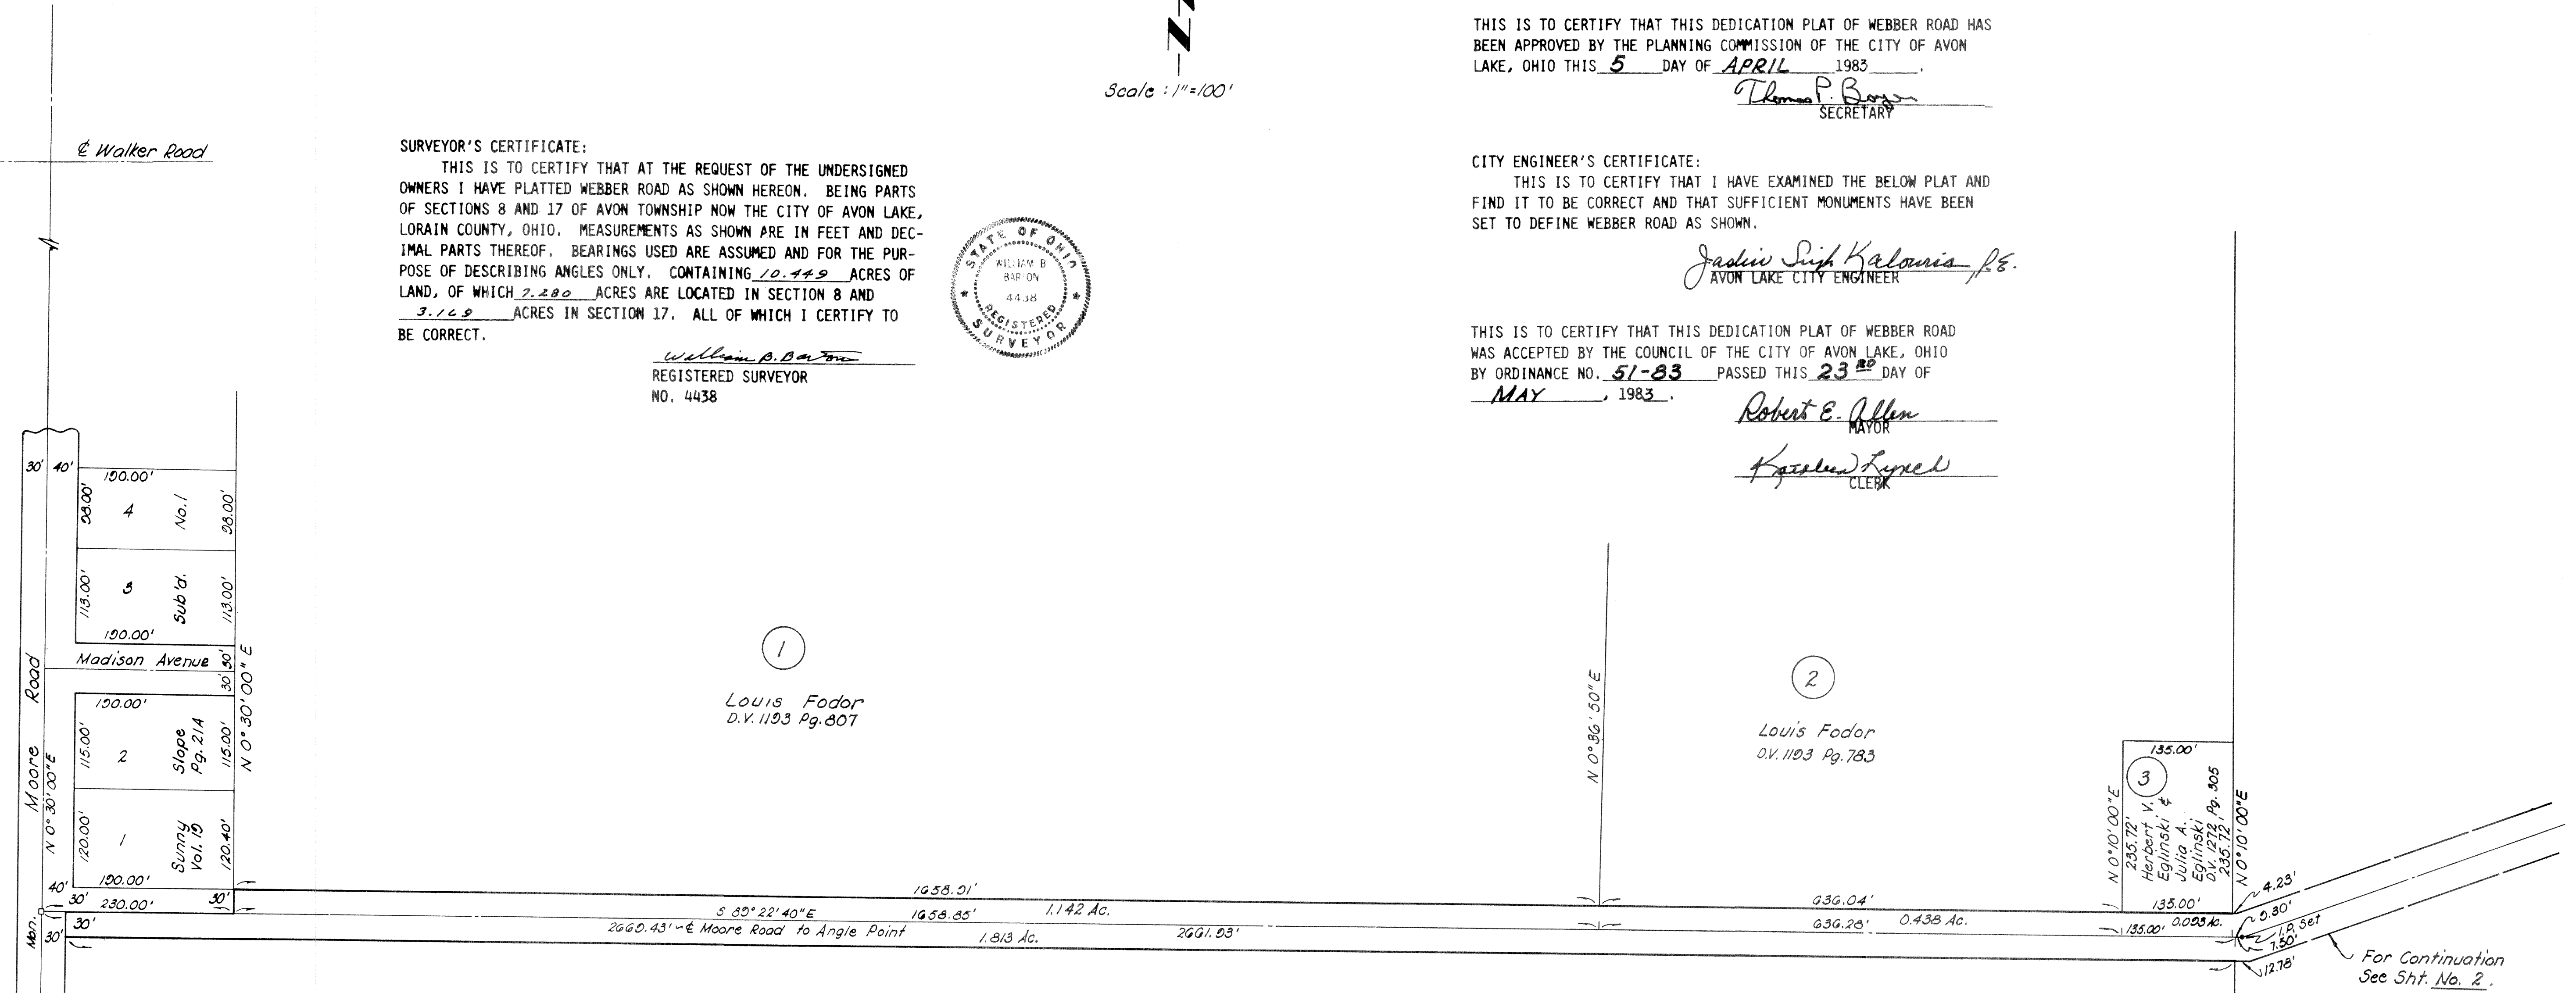 Scale : 1"=100'
THIS IS TO CERTIFY THAT THIS DEDICATION PLAT OF WEBBER ROAD HAS
BEEN APPROVED BY THE PLANNING COMMISSION OF THE CITY OF AVON
LAKE, OHIO THIS 5 DAY OF APRIL 1983 .
Thomas P. Boyer
SECRETARY
℄ Walker Road
SURVEYOR'S CERTIFICATE:
THIS IS TO CERTIFY THAT AT THE REQUEST OF THE UNDERSIGNED
OWNERS I HAVE PLATTED WEBBER ROAD AS SHOWN HEREON. BEING PARTS
OF SECTIONS 8 AND 17 OF AVON TOWNSHIP NOW THE CITY OF AVON LAKE,
LORAIN COUNTY, OHIO. MEASUREMENTS AS SHOWN ARE IN FEET AND DEC-
IMAL PARTS THEREOF. BEARINGS USED ARE ASSUMED AND FOR THE PUR-
POSE OF DESCRIBING ANGLES ONLY. CONTAINING 10.449 ACRES OF
LAND, OF WHICH 7.280 ACRES ARE LOCATED IN SECTION 8 AND
3.169 ACRES IN SECTION 17. ALL OF WHICH I CERTIFY TO
BE CORRECT.
William B. Barton
REGISTERED SURVEYOR
NO. 4438
STATE OF OHIO
WILLIAM B
BARTON
4438
REGISTERED
SURVEYOR
CITY ENGINEER'S CERTIFICATE:
THIS IS TO CERTIFY THAT I HAVE EXAMINED THE BELOW PLAT AND
FIND IT TO BE CORRECT AND THAT SUFFICIENT MONUMENTS HAVE BEEN
SET TO DEFINE WEBBER ROAD AS SHOWN.
Singh Kalouria, P.E.
AVON LAKE CITY ENGINEER
THIS IS TO CERTIFY THAT THIS DEDICATION PLAT OF WEBBER ROAD
WAS ACCEPTED BY THE COUNCIL OF THE CITY OF AVON LAKE, OHIO
BY ORDINANCE NO. 51-83 PASSED THIS 23RD DAY OF
MAY , 1983 .
Robert E. Allen
MAYOR
Kathleen Lynch
CLERK
30' 40'
190.00'
98.00' 4 No.1 98.00'
113.00' 3 Sub'd. 113.00'
190.00'
Madison Avenue 30'
30'
190.00'
115.00' 2 Slope Pg. 21A 115.00'
120.00' 1 Sunny Vol. 19 120.40'
190.00'
Moore Road
N 0° 30' 00" E
N 0° 30' 00" E
40' 30' 230.00' 30'
Mon. 30' 30'
1
Louis Fodor
D.V. 1193 Pg. 807
N 0° 36' 50" E
2
Louis Fodor
D.V. 1193 Pg. 783
135.00'
3
N 0° 10' 00" E
235.72'
Herbert V.
Eglinski &
Julia A.
Eglinski
D.V. 1272, Pg. 305
235.72'
N 0° 10' 00" E
135.00'
1658.91'
S 89° 22' 40" E 1658.85' 1.142 Ac.
2669.43' ~ ℄ Moore Road to Angle Point 2661.93'
1.813 Ac.
636.04'
636.28' 0.438 Ac.
135.00' 0.093 Ac.
4.23'
9.30'
I.P. Set
7.50'
12.78'
For Continuation
See Sht. No. 2 .